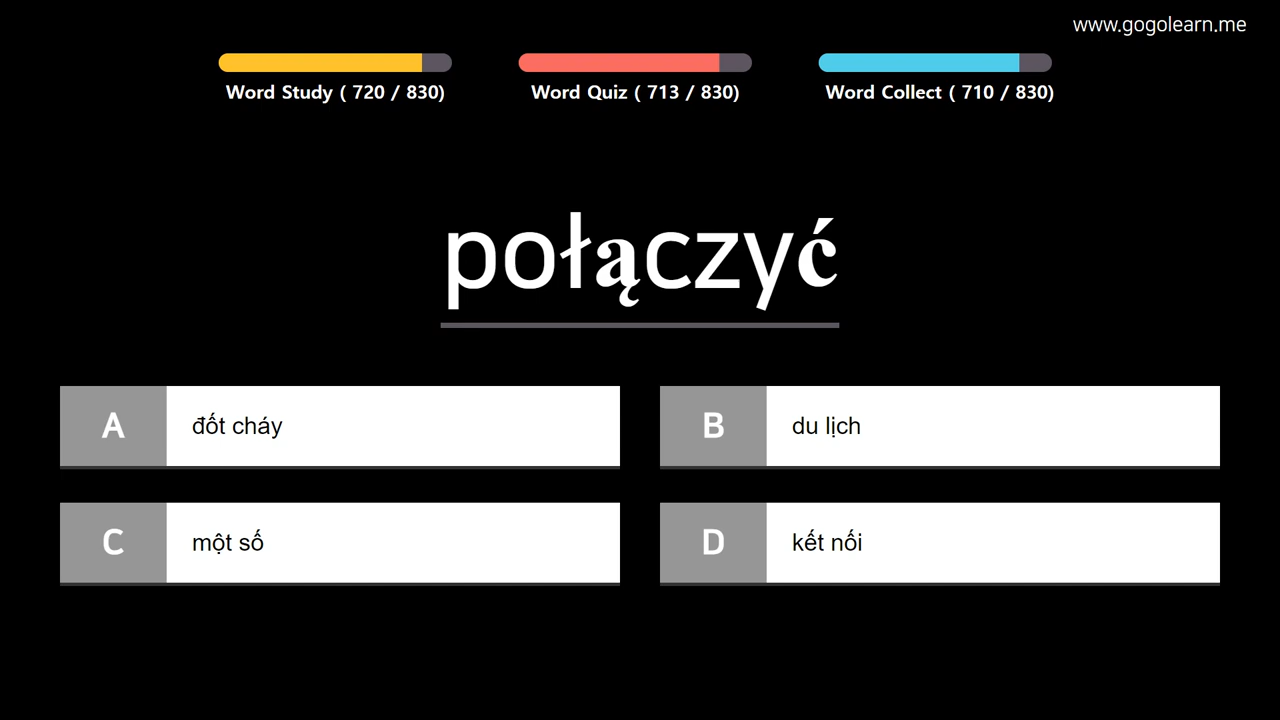 www.gogolearn.me
Word Study ( 720 / 830)
Word Quiz ( 713 / 830)
Word Collect ( 710 / 830)
połączyć
A
đốt cháy
B
du lịch
C
một số
D
kết nối